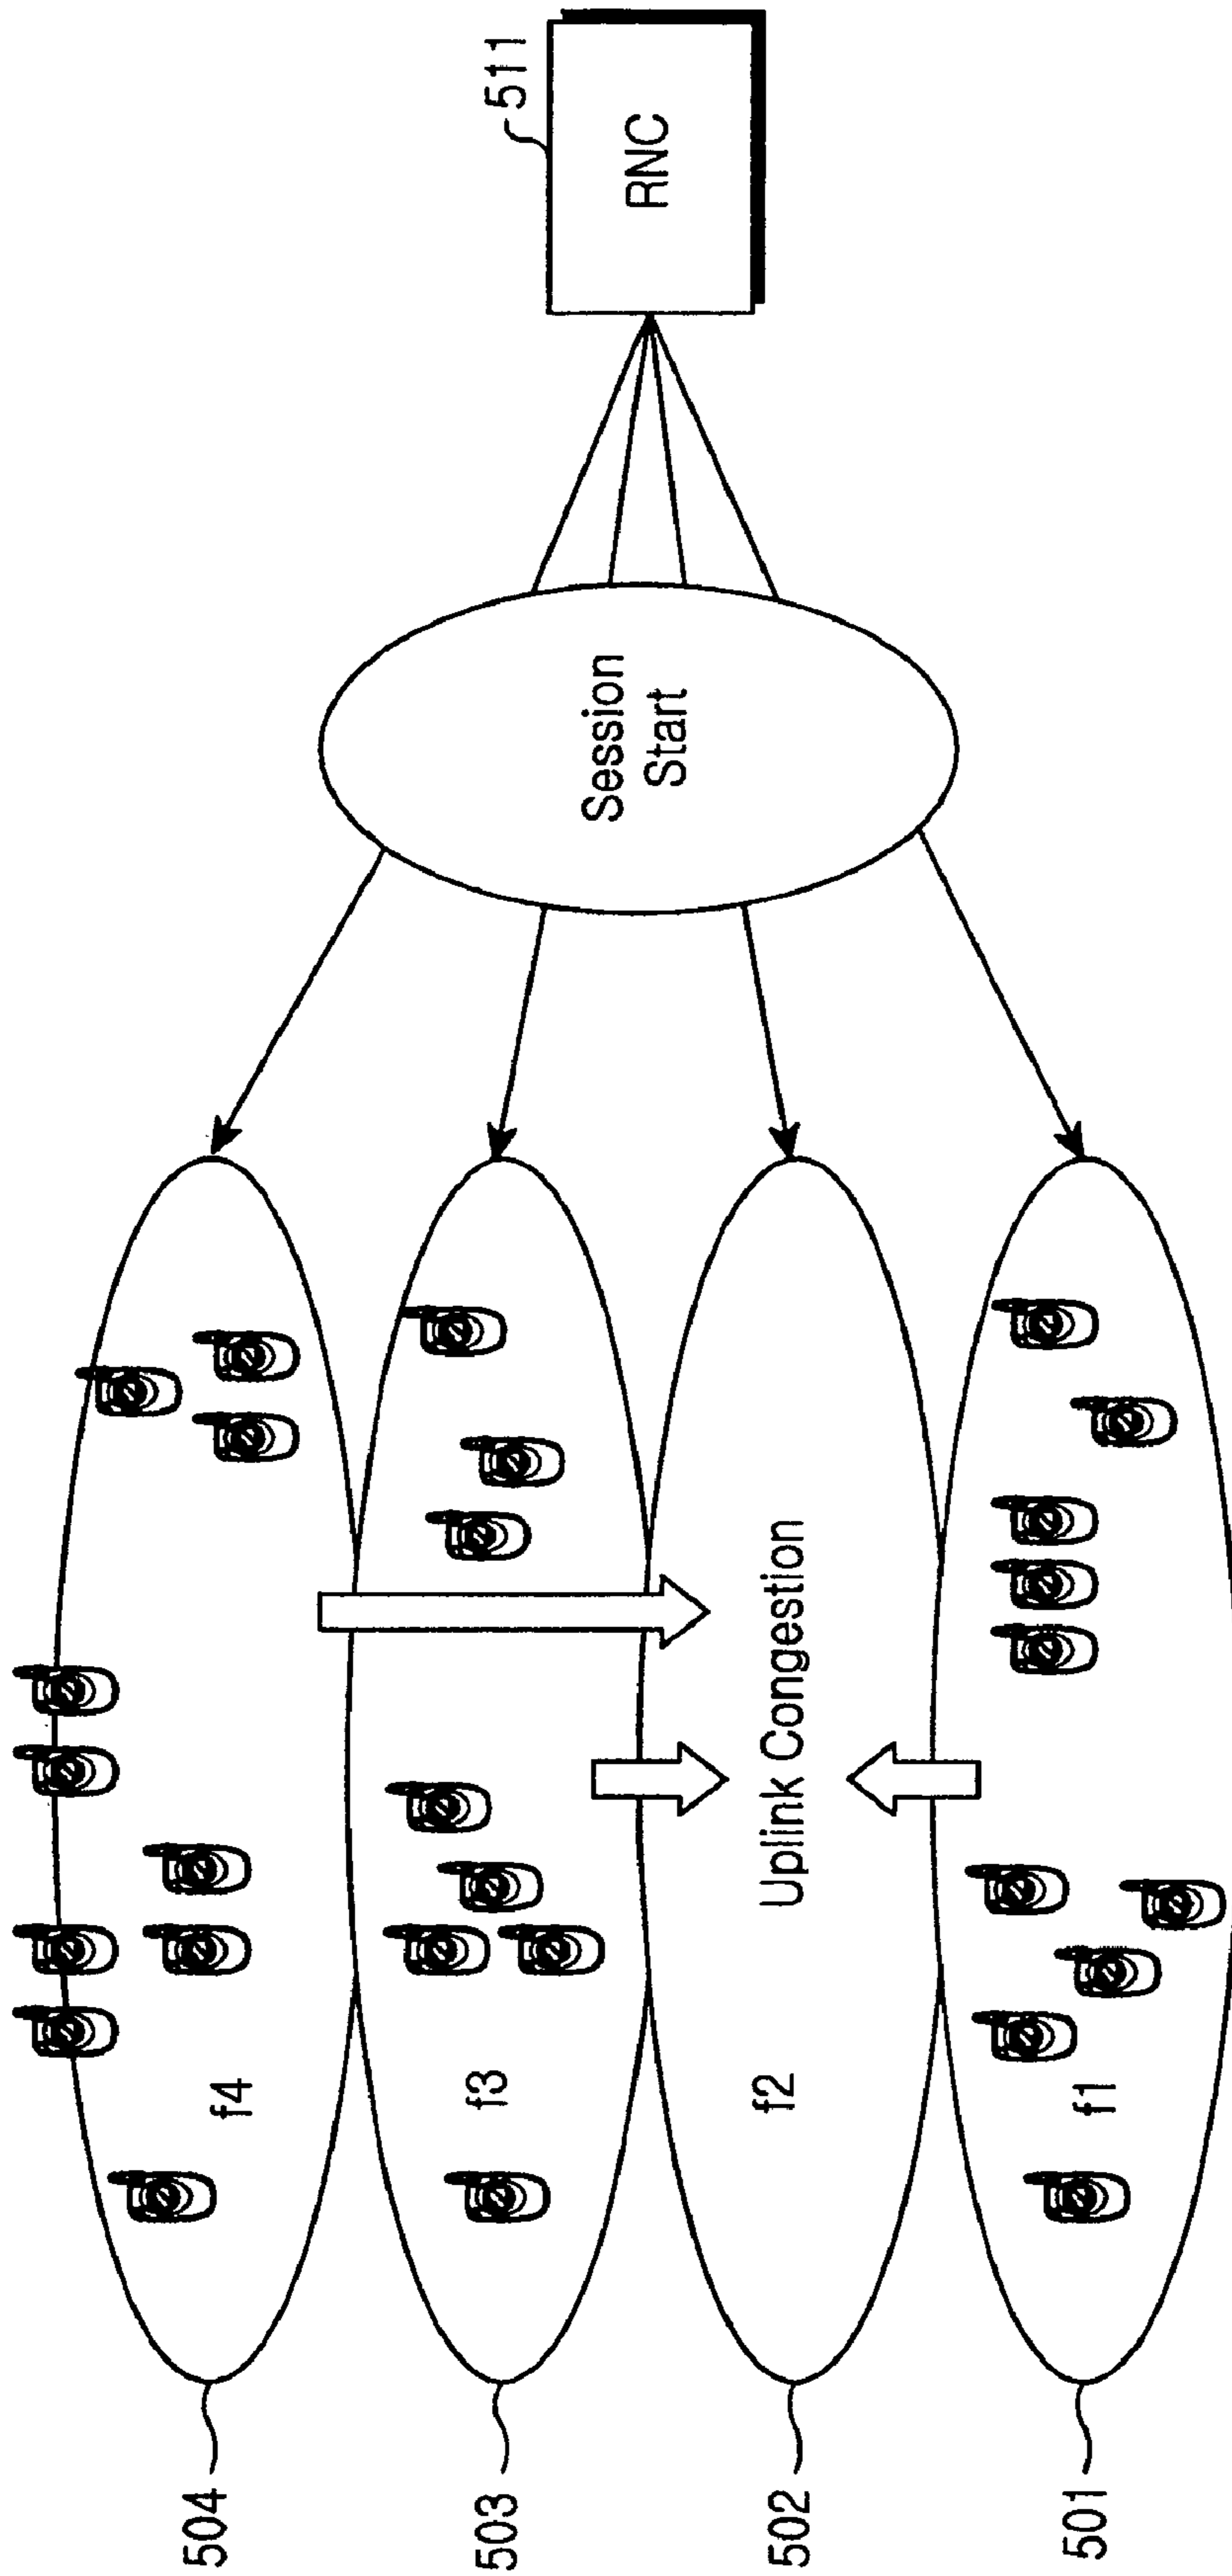 504
f4
503
f3
502
f2
Uplink Congestion
501
f1
Session
Start
511
RNC